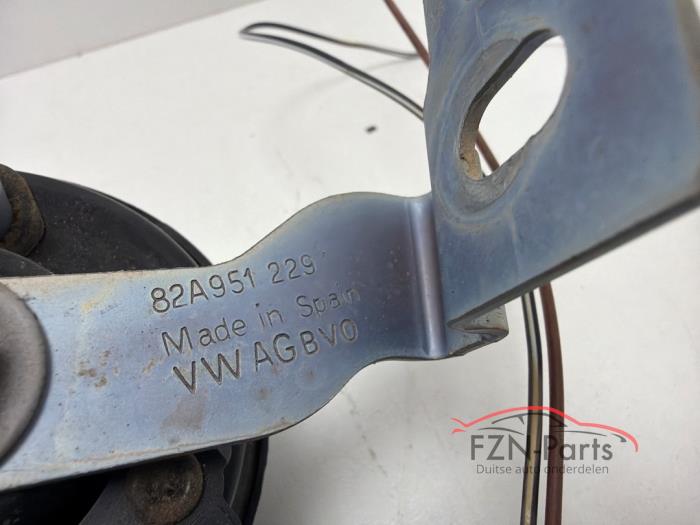 82A951 229
Made in Spain
VW AG BVO
FZN-Parts
Duitse auto onderdelen